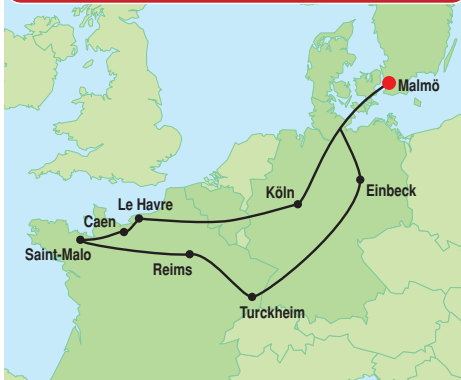 Malmö
Einbeck
Köln
Le Havre
Caen
Saint-Malo
Reims
Turckheim